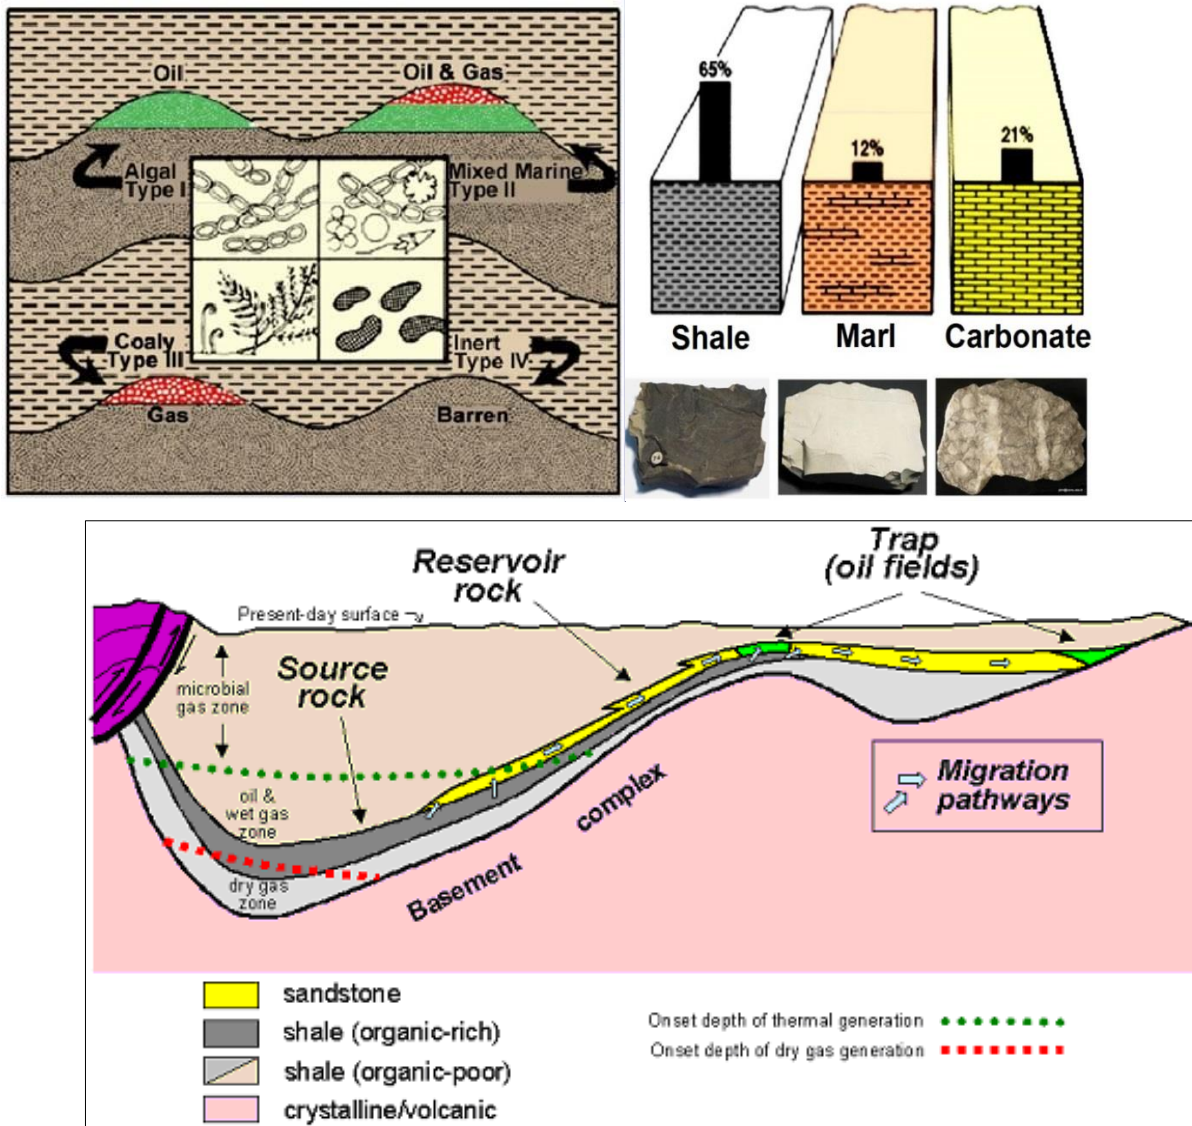 Oil
Oil & Gas
Algal
Type I
Mixed Marine
Type II
Coaly
Type III
Inert
Type IV
Gas
Barren
65%
12%
21%
Shale
Marl
Carbonate
Reservoir
rock
Trap
(oil fields)
Present-day surface
Source
rock
microbial
gas zone
oil &
wet gas
zone
dry gas
zone
Basement
complex
Migration
pathways
sandstone
shale (organic-rich)
shale (organic-poor)
crystalline/volcanic
Onset depth of thermal generation
Onset depth of dry gas generation